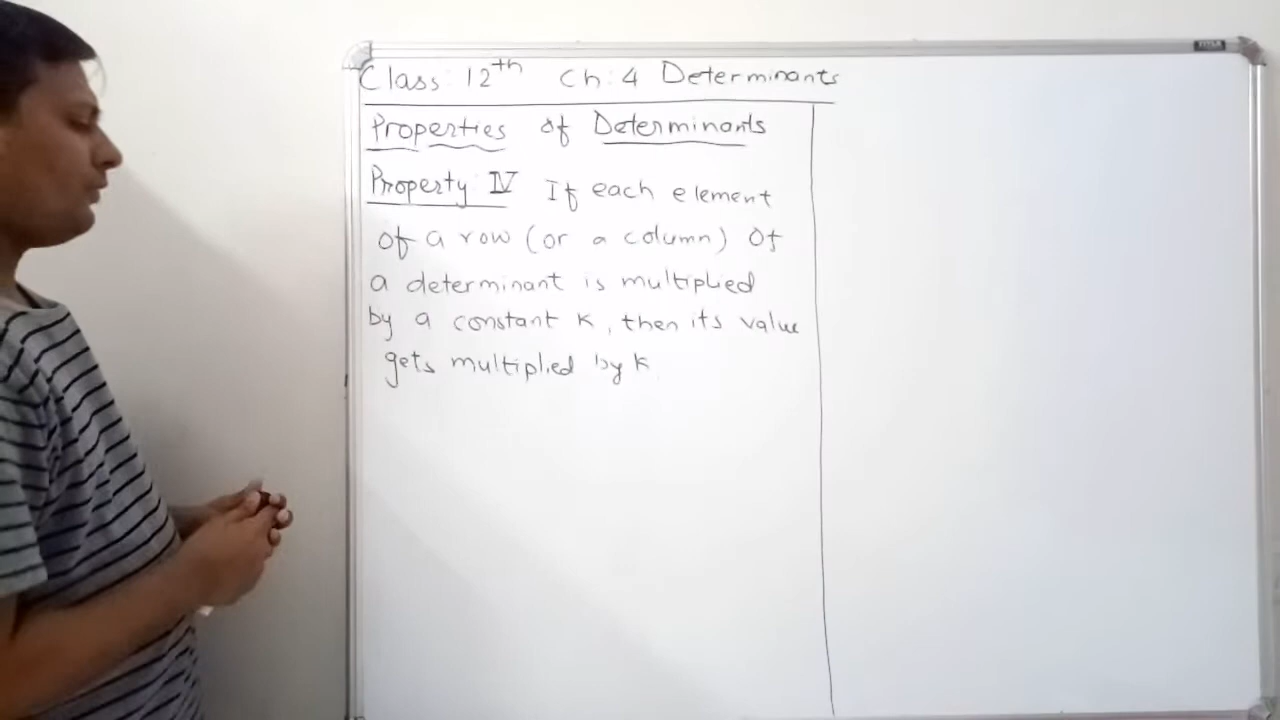 Class: 12th Ch: 4 Determinants
Properties of Determinants
Property: IV If each element
of a row (or a column) of
a determinant is multiplied
by a constant K, then its value
gets multiplied by K.